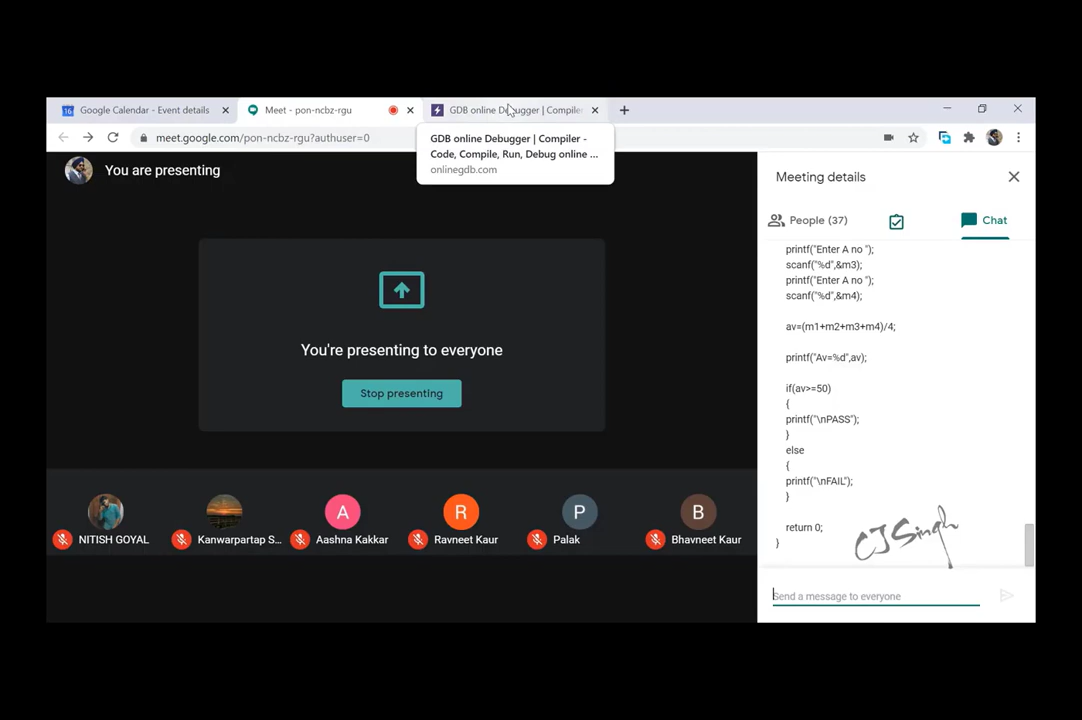 Google Calendar - Event details
Meet - pon-ncbz-rgu
GDB online Debugger | Compiler
meet.google.com/pon-ncbz-rgu?authuser=0
GDB online Debugger | Compiler -
Code, Compile, Run, Debug online ...
onlinegdb.com
You are presenting
You're presenting to everyone
Stop presenting
NITISH GOYAL
Kanwarpartap S...
A
Aashna Kakkar
R
Ravneet Kaur
P
Palak
B
Bhavneet Kaur
Meeting details
People (37)
Chat
printf("Enter A no ");
scanf("%d",&m3);
printf("Enter A no ");
scanf("%d",&m4);
av=(m1+m2+m3+m4)/4;
printf("Av=%d",av);
if(av>=50)
{
printf("\nPASS");
}
else
{
printf("\nFAIL");
}
return 0;
}
CJSingh
Send a message to everyone